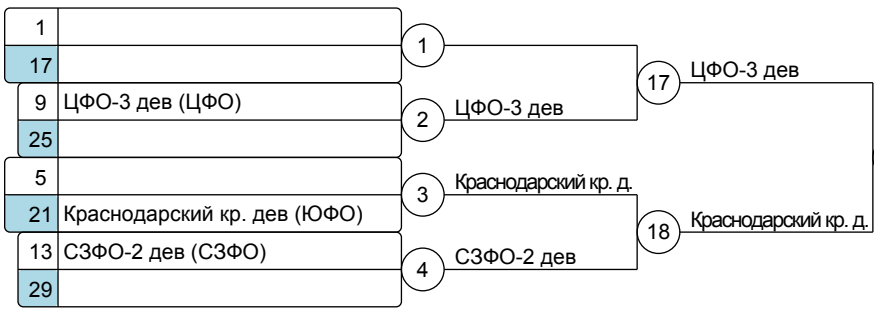 1
17
9 ЦФО-3 дев (ЦФО)
25
5
21 Краснодарский кр. дев (ЮФО)
13 СЗФО-2 дев (СЗФО)
29
1
2 ЦФО-3 дев
3 Краснодарский кр. д.
4 СЗФО-2 дев
17 ЦФО-3 дев
18 Краснодарский кр. д.